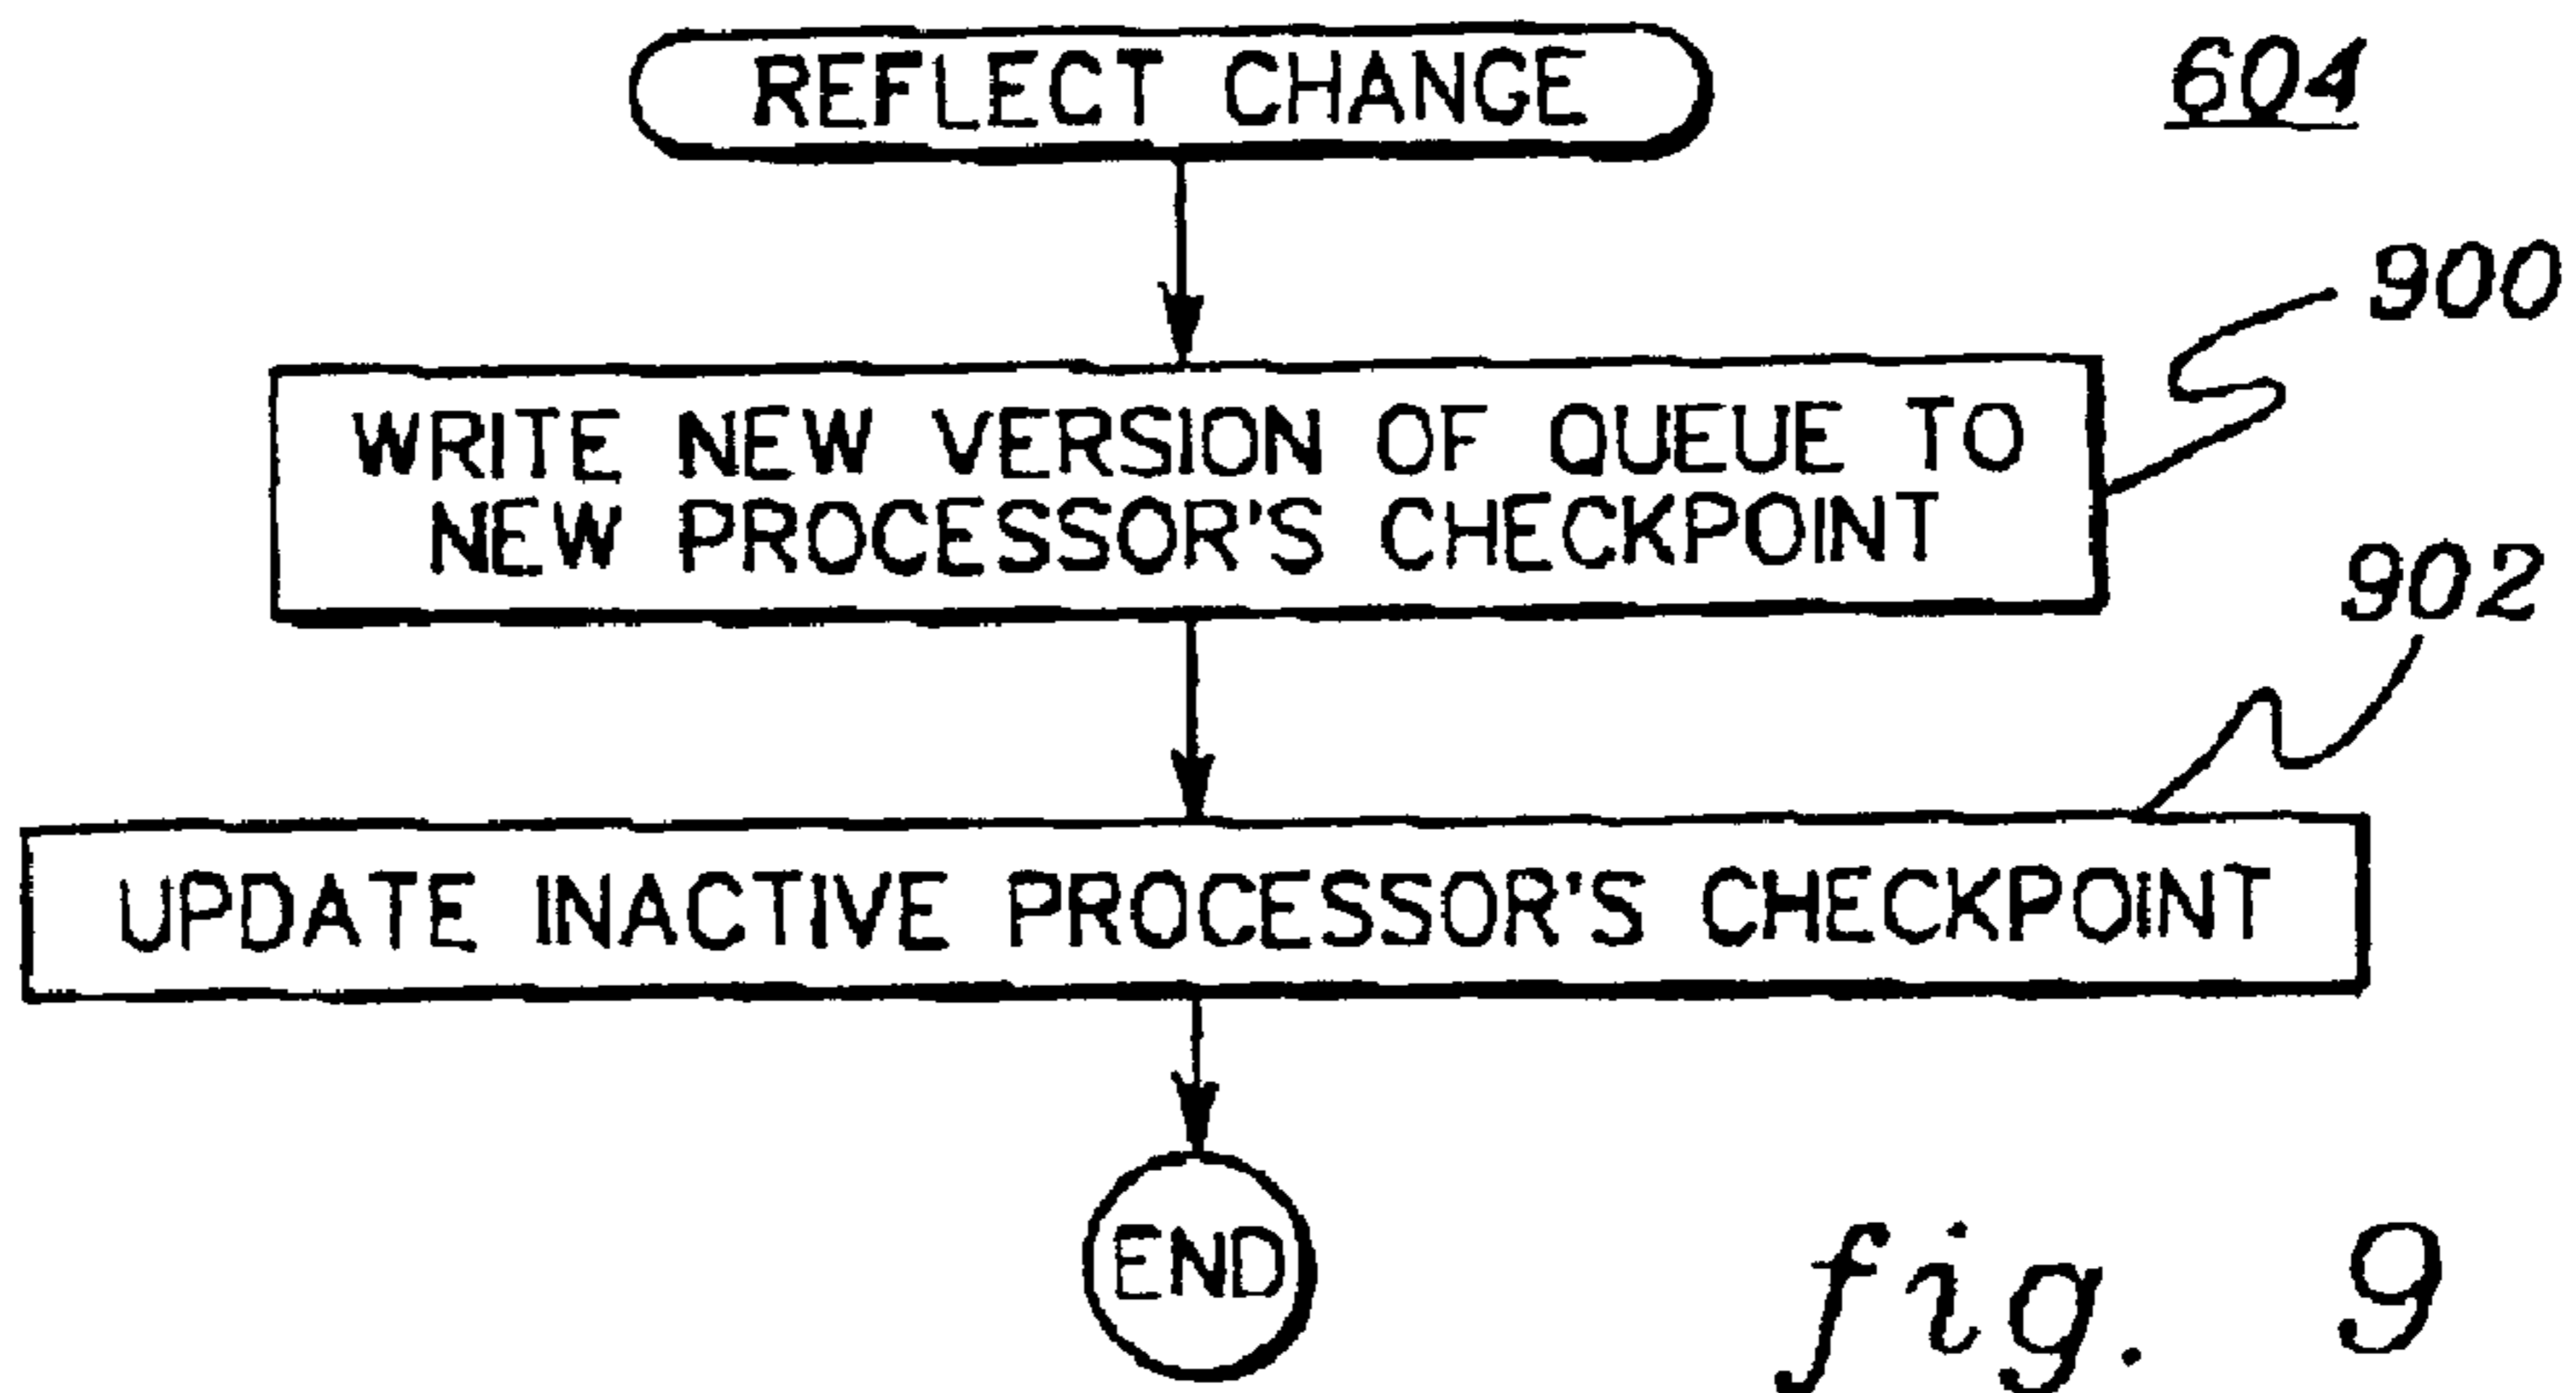 REFLECT CHANGE
604
900
WRITE NEW VERSION OF QUEUE TO
NEW PROCESSOR'S CHECKPOINT
902
UPDATE INACTIVE PROCESSOR'S CHECKPOINT
END
fig. 9